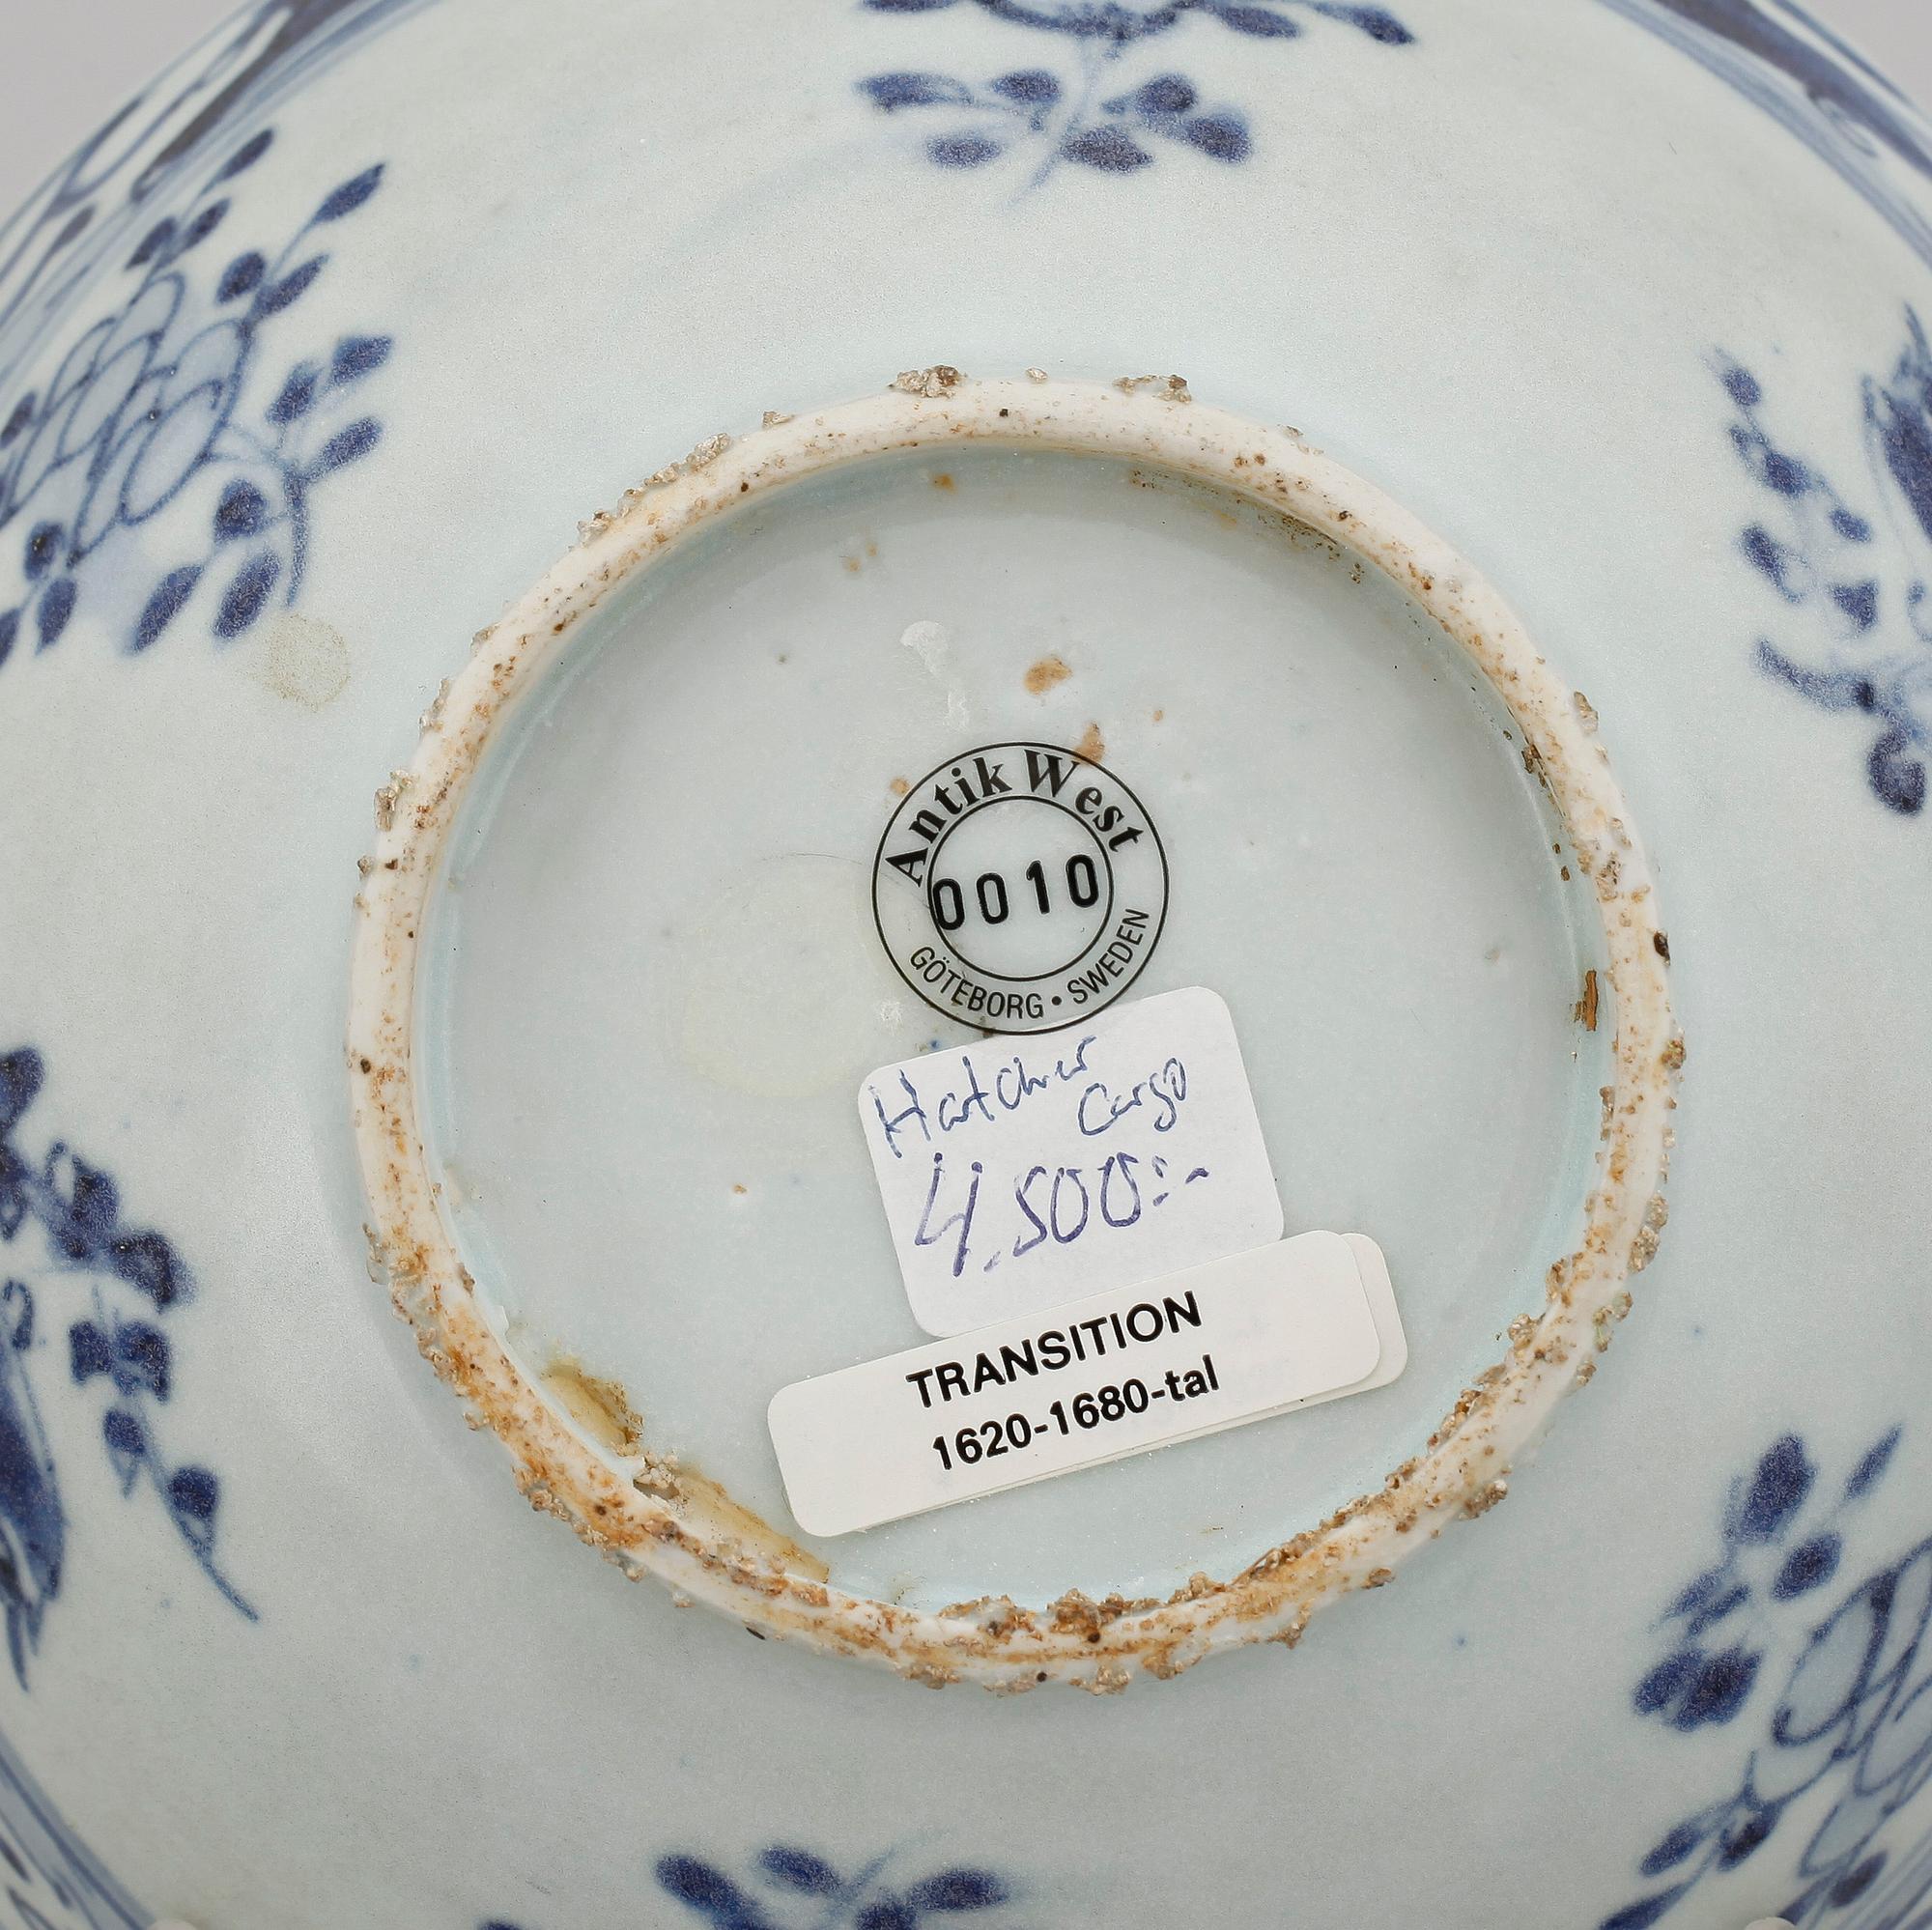 Antik West
0010
GÖTEBORG • SWEDEN
Hatcher
Cargo
4.500:-
TRANSITION
1620-1680-tal